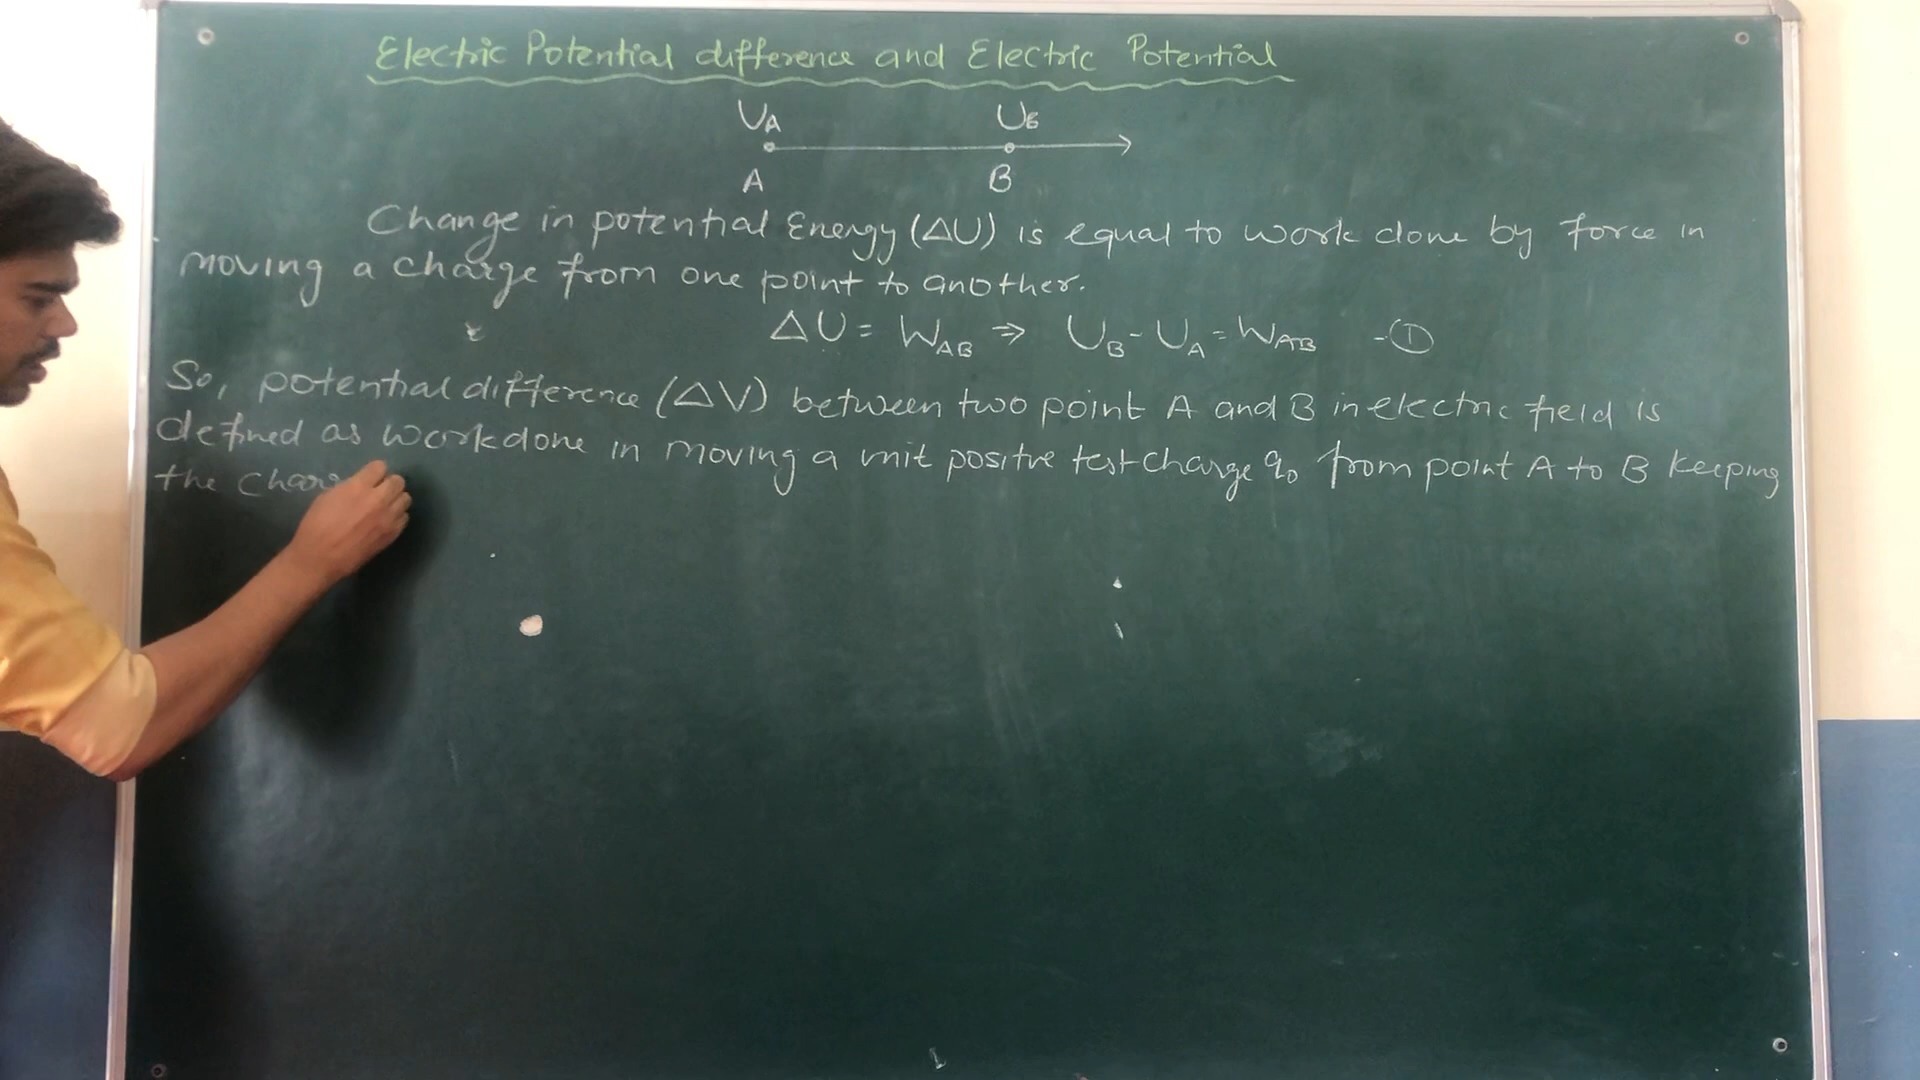 Electric Potential difference and Electric Potential
UA UB
A B
Change in potential Energy (ΔU) is equal to work done by force in
moving a charge from one point to another.
ΔU = WAB ⇒ UB - UA = WAB -①
So, potential difference (ΔV) between two point A and B in electric field is
defined as workdone in moving a unit positive test charge q₀ from point A to B keeping
the